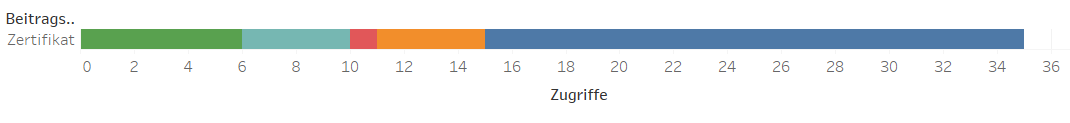 Beitrags..
Zertifikat
0 2 4 6 8 10 12 14 16 18 20 22 24 26 28 30 32 34 36
Zugriffe